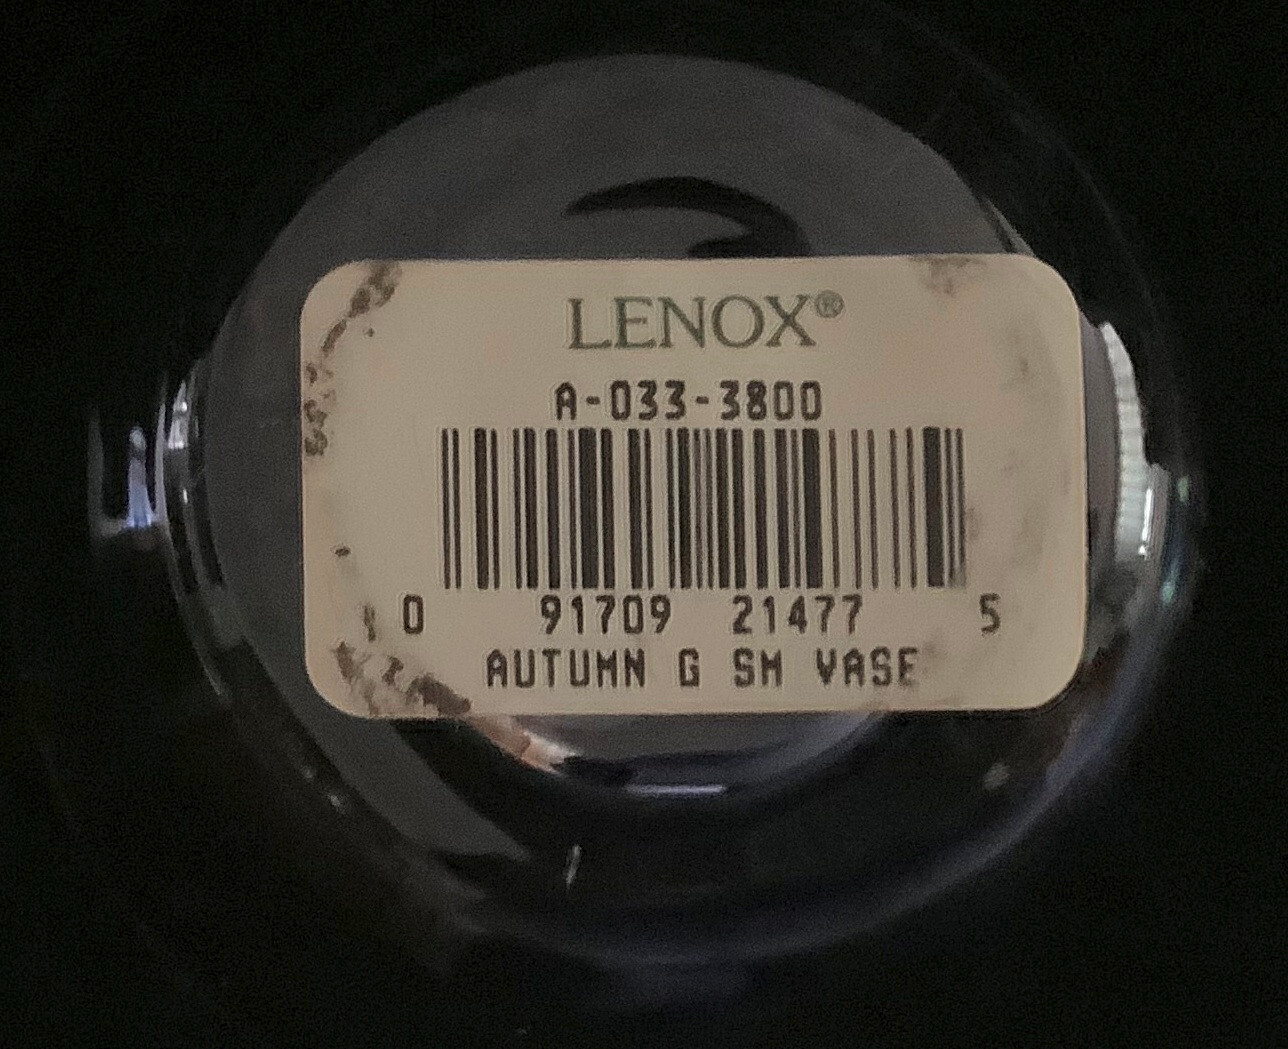 LENOX®
A-033-3800
0 91709 21477 5
AUTUMN G SM VASE